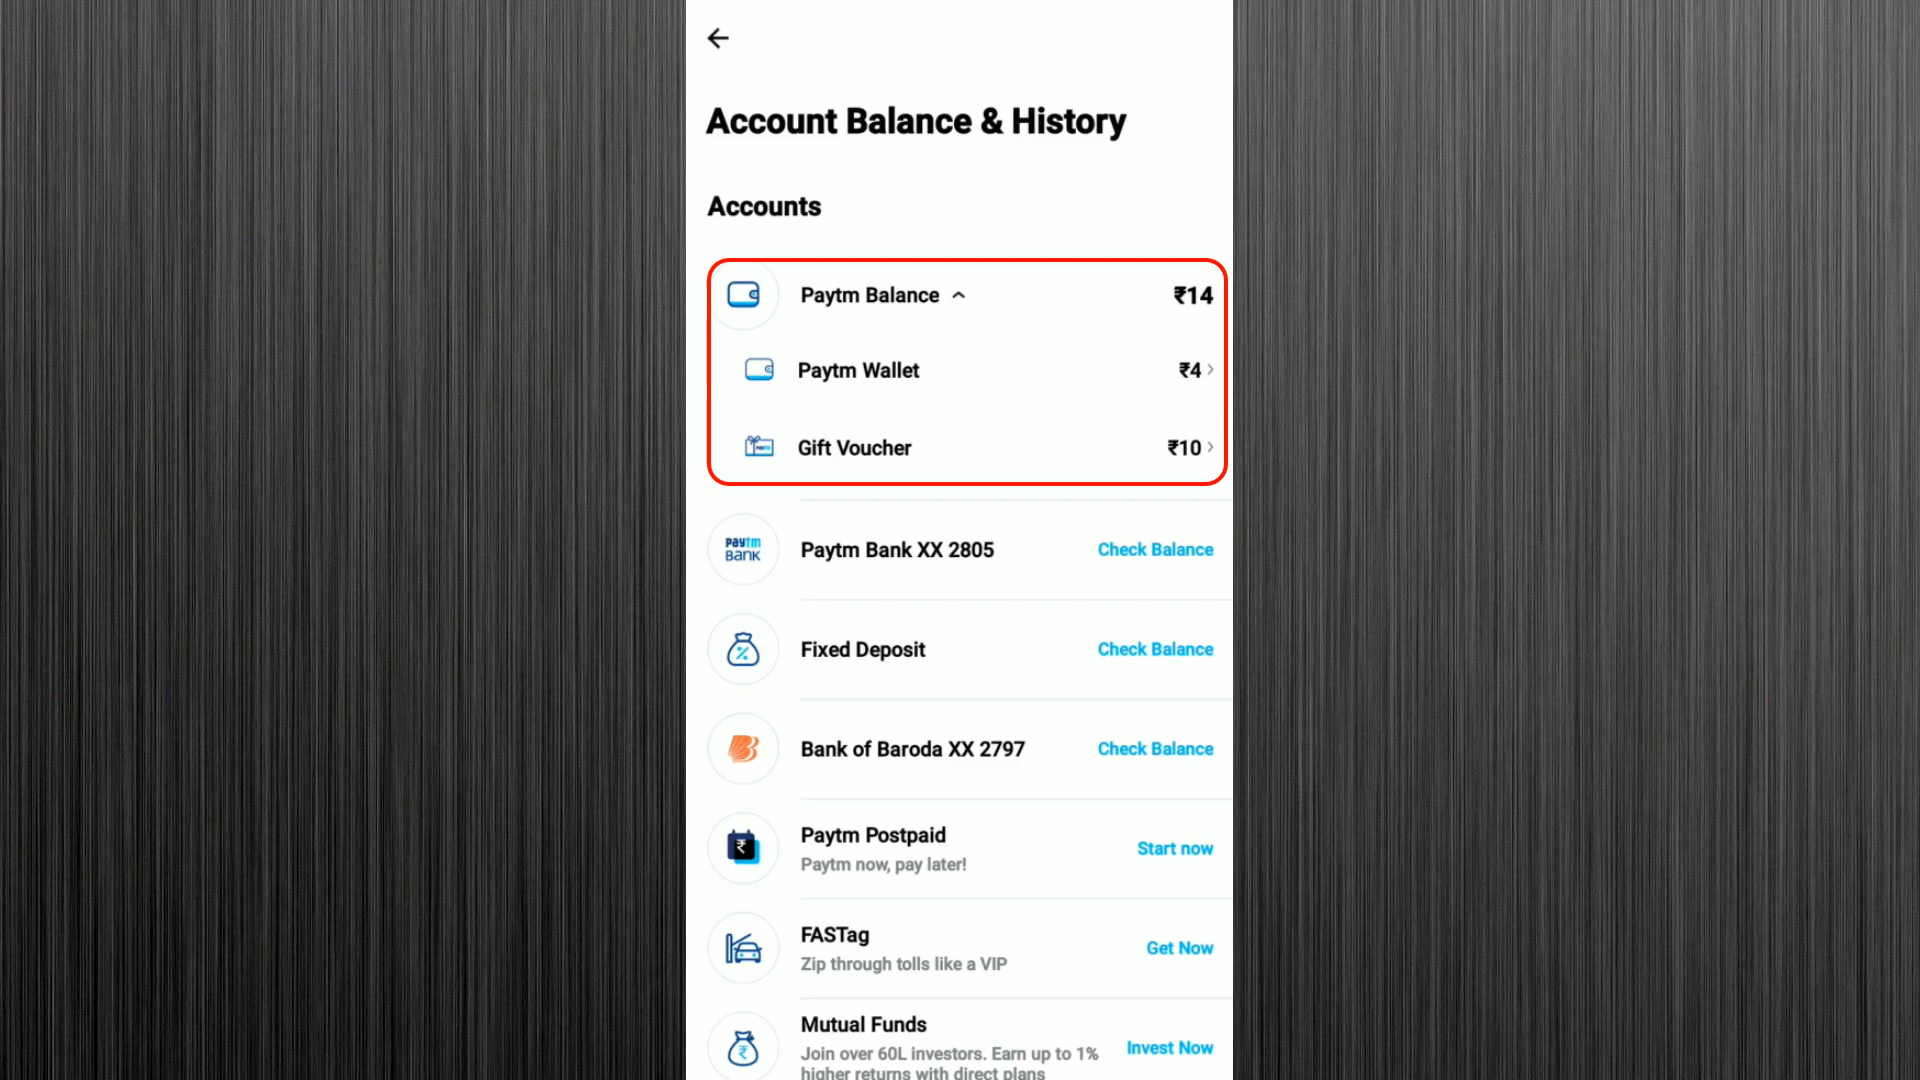 Account Balance & History
Accounts
Paytm Balance ₹14
Paytm Wallet ₹4
Gift Voucher ₹10
paytm
BANK
Paytm Bank XX 2805 Check Balance
Fixed Deposit Check Balance
Bank of Baroda XX 2797 Check Balance
Paytm Postpaid
Paytm now, pay later!
Start now
FASTag
Zip through tolls like a VIP
Get Now
Mutual Funds
Join over 60L investors. Earn up to 1%
higher returns with direct plans
Invest Now